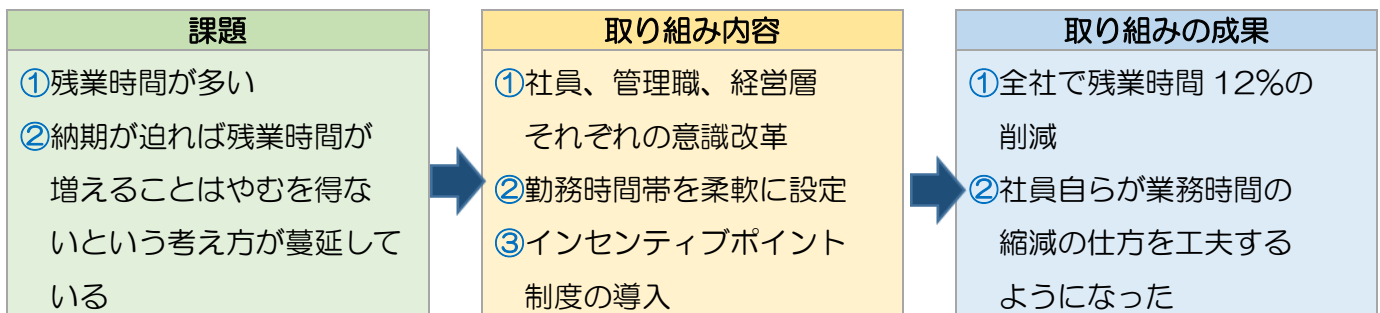 課題
①残業時間が多い
②納期が迫れば残業時間が
増えることはやむを得な
いという考え方が蔓延して
いる
取り組み内容
①社員、管理職、経営層
それぞれの意識改革
②勤務時間帯を柔軟に設定
③インセンティブポイント
制度の導入
取り組みの成果
①全社で残業時間 12%の
削減
②社員自らが業務時間の
縮減の仕方を工夫する
ようになった